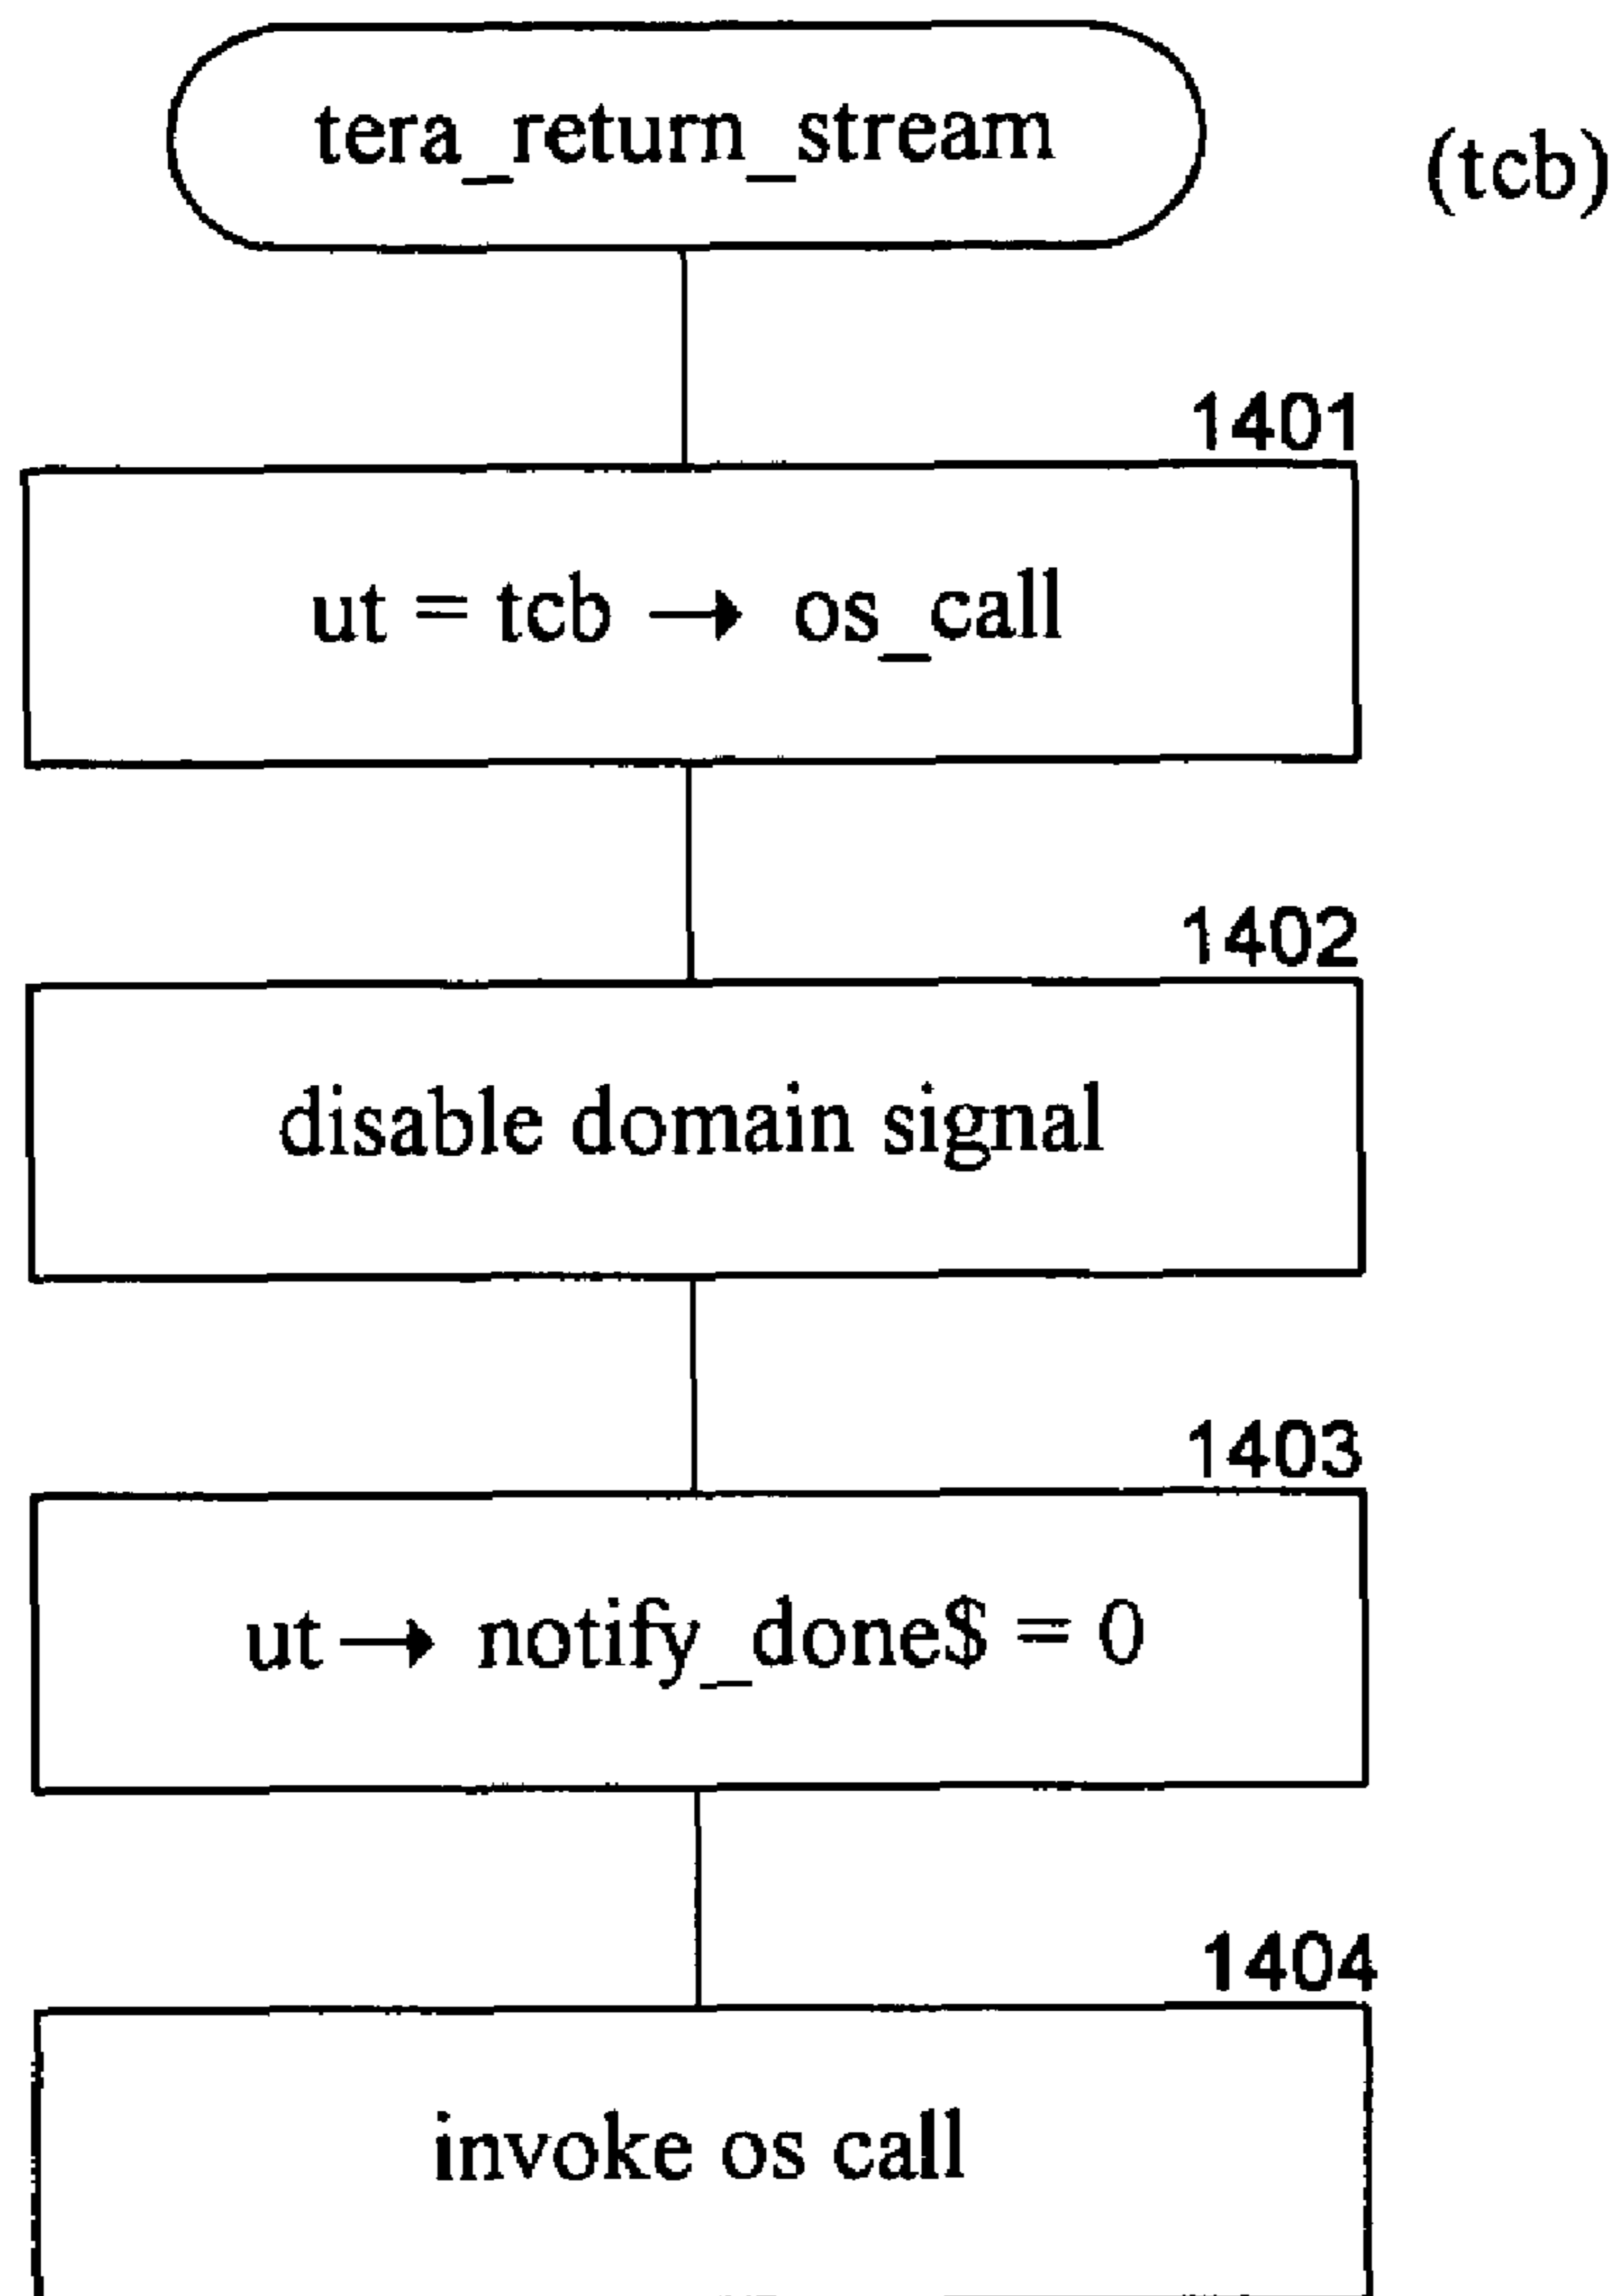 tera_return_stream
(tcb)
1401
ut = tcb → os_call
1402
disable domain signal
1403
ut → notify_done$ = 0
1404
invoke os call